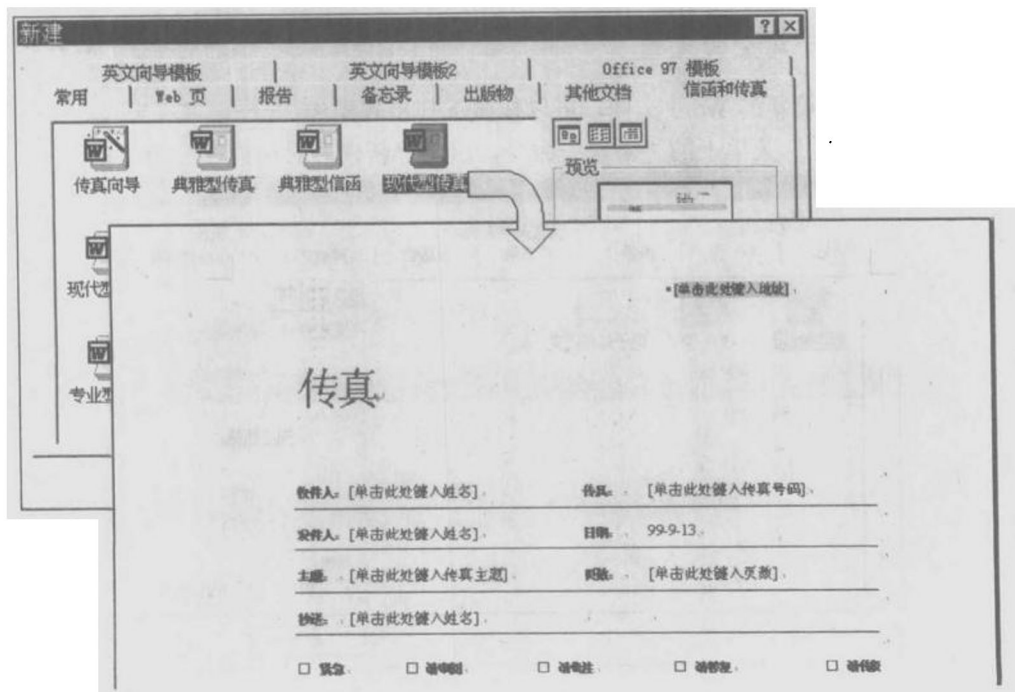 新建
英文向导模板 英文向导模板2 Office 97 模板
常用 Web 页 报告 备忘录 出版物 其他文档 信函和传真
传真向导 典雅型传真 典雅型信函 现代型传真
预览
现代型
专业型
[单击此处键入地址]
传真
收件人: [单击此处键入姓名] 传真: [单击此处键入传真号码]
发件人: [单击此处键入姓名] 日期: 99-9-13
主题: [单击此处键入传真主题] 页数: [单击此处键入页数]
抄送: [单击此处键入姓名]
□ 紧急 □ 请审阅 □ 请批注 □ 请答复 □ 请传阅